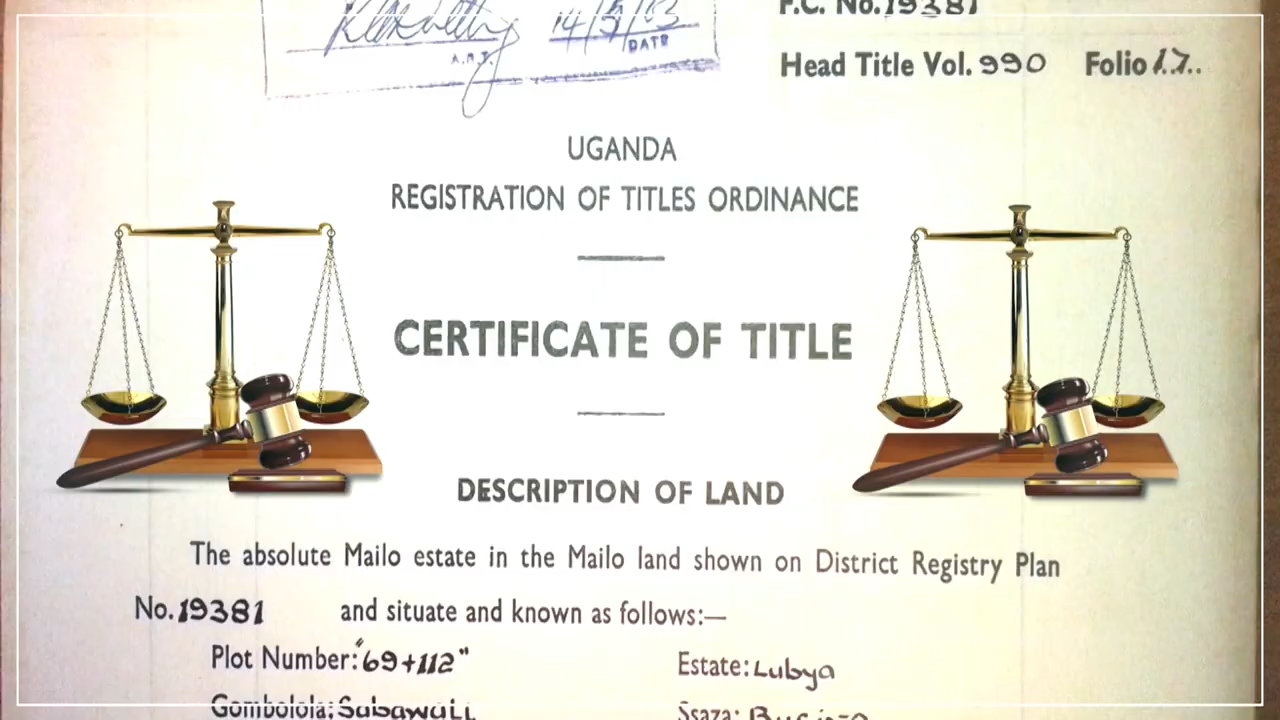 14/5/63
A.R.T. DATE
F.C. No. 19381
Head Title Vol. 990 Folio 17..
UGANDA
REGISTRATION OF TITLES ORDINANCE
CERTIFICATE OF TITLE
DESCRIPTION OF LAND
The absolute Mailo estate in the Mailo land shown on District Registry Plan
No. 19381 and situate and known as follows:—
Plot Number: "69+112" Estate: Lubya
Gombolola: Sabawali Ssaza: